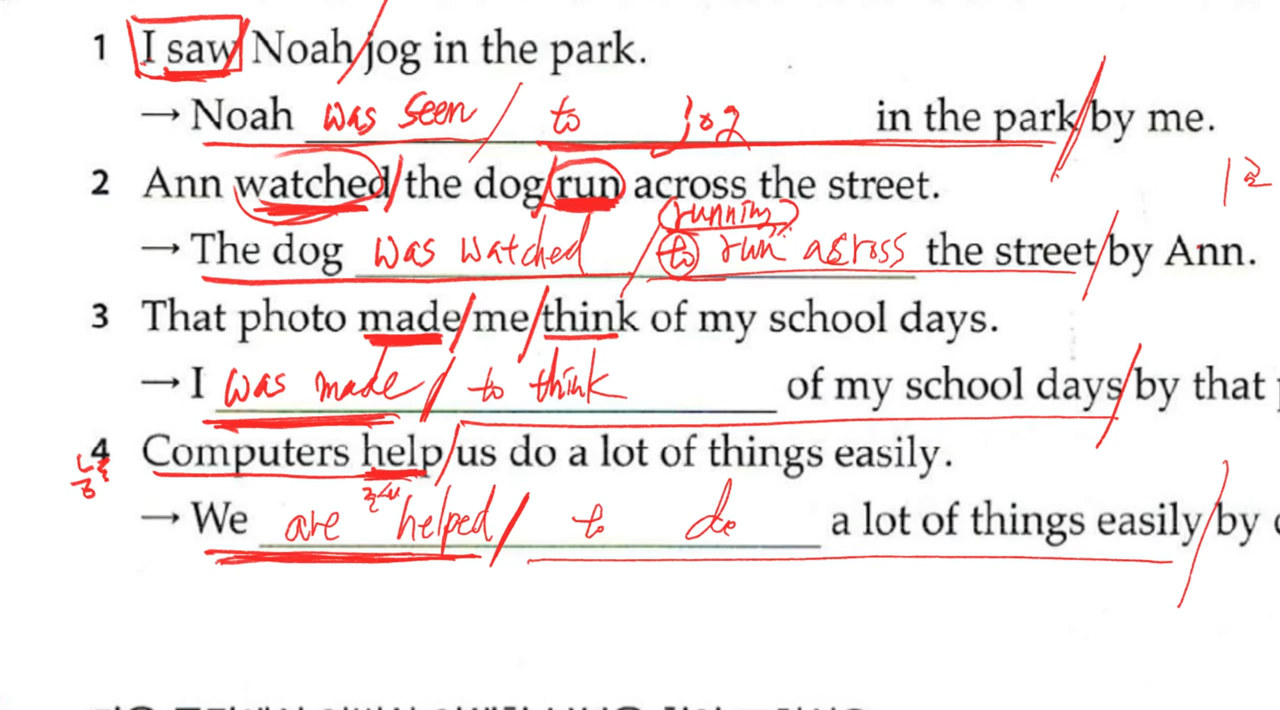 1 I saw Noah jog in the park.
→ Noah was seen to jog in the park by me.
2 Ann watched the dog run across the street.
(running)
→ The dog was watched to run across the street by Ann.
3 That photo made me think of my school days.
→ I was made to think of my school days by that
4 Computers help us do a lot of things easily.
→ We are helped to do a lot of things easily by